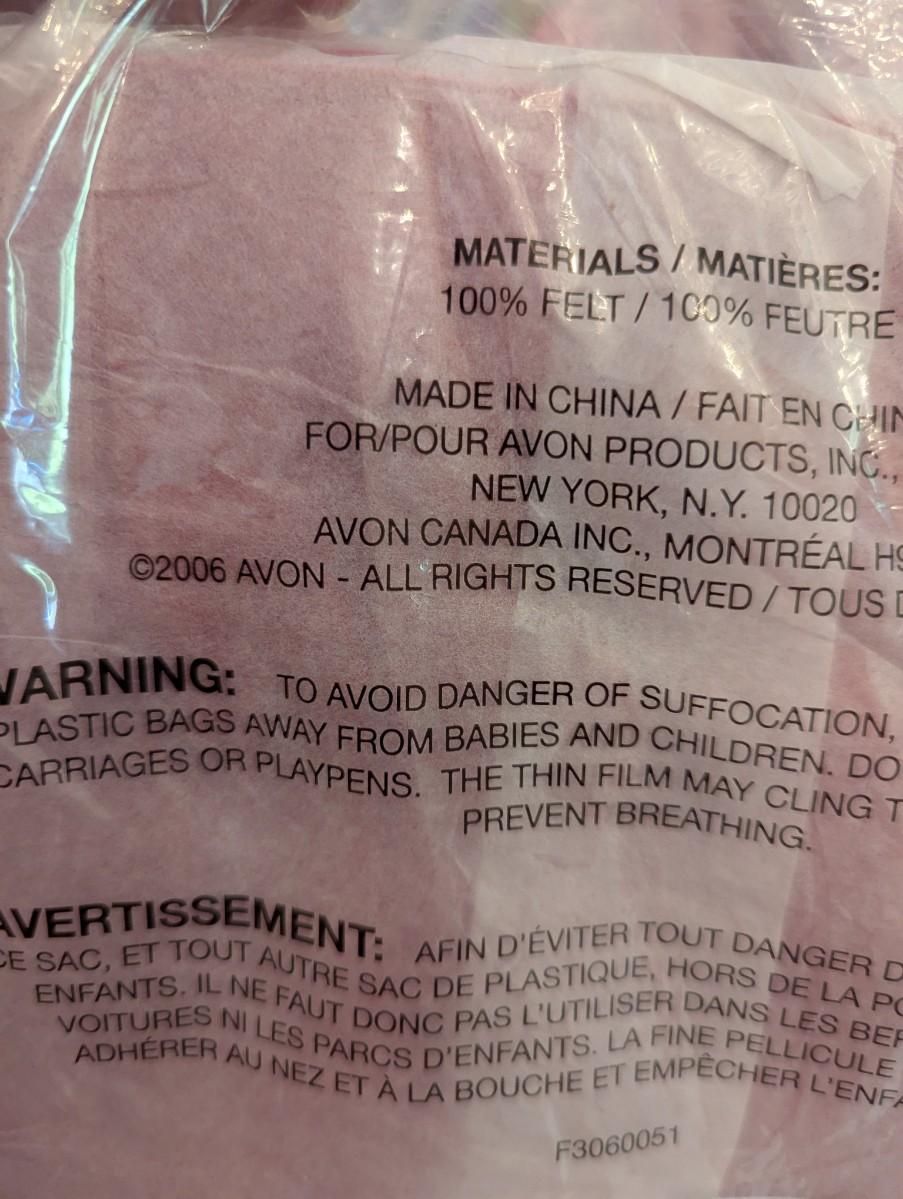 MATERIALS / MATIÈRES:
100% FELT / 100% FEUTRE
MADE IN CHINA / FAIT EN CHIN
FOR/POUR AVON PRODUCTS, INC.,
NEW YORK, N.Y. 10020
AVON CANADA INC., MONTRÉAL H9
©2006 AVON - ALL RIGHTS RESERVED / TOUS D
WARNING: TO AVOID DANGER OF SUFFOCATION,
PLASTIC BAGS AWAY FROM BABIES AND CHILDREN. DO
CARRIAGES OR PLAYPENS. THE THIN FILM MAY CLING T
PREVENT BREATHING.
AVERTISSEMENT: AFIN D'ÉVITER TOUT DANGER D
CE SAC, ET TOUT AUTRE SAC DE PLASTIQUE, HORS DE LA PO
ENFANTS. IL NE FAUT DONC PAS L'UTILISER DANS LES BER
VOITURES NI LES PARCS D'ENFANTS. LA FINE PELLICULE
ADHÉRER AU NEZ ET À LA BOUCHE ET EMPÊCHER L'ENFA
F3060051